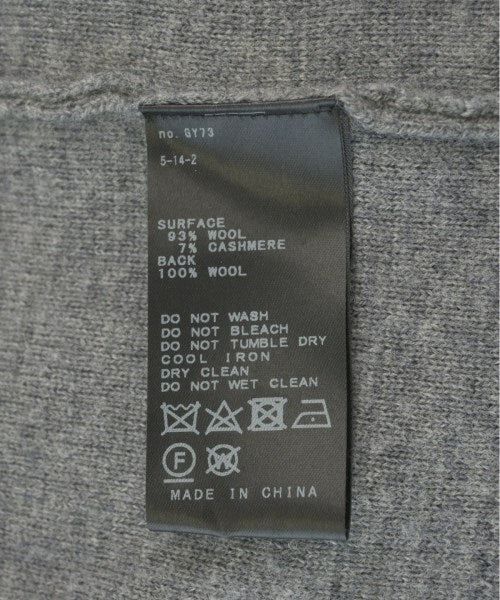 no. GY73
5-14-2
SURFACE
93% WOOL
7% CASHMERE
BACK
100% WOOL
DO NOT WASH
DO NOT BLEACH
DO NOT TUMBLE DRY
COOL IRON
DRY CLEAN
DO NOT WET CLEAN
F W
MADE IN CHINA